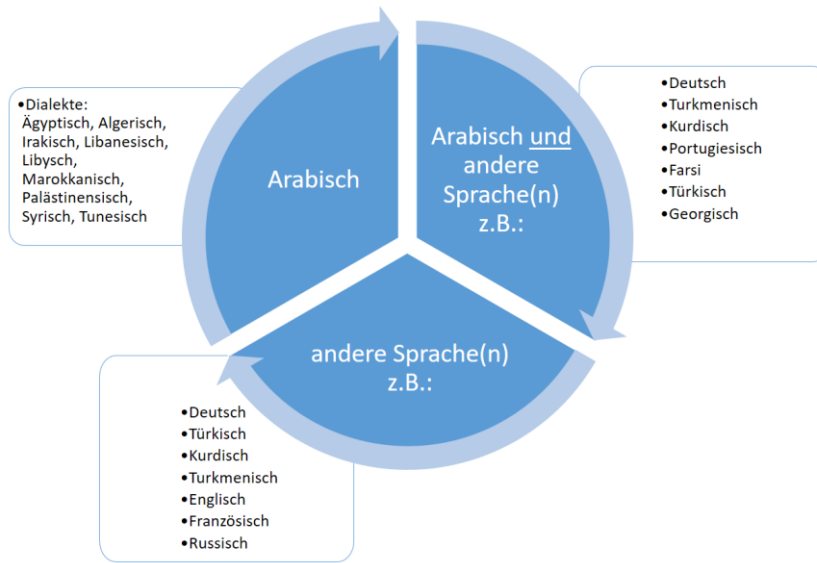 •Dialekte:
Ägyptisch, Algerisch,
Irakisch, Libanesisch,
Libysch,
Marokkanisch,
Palästinensisch,
Syrisch, Tunesisch
Arabisch
Arabisch und
andere
Sprache(n)
z.B.:
•Deutsch
•Turkmenisch
•Kurdisch
•Portugiesisch
•Farsi
•Türkisch
•Georgisch
andere Sprache(n)
z.B.:
•Deutsch
•Türkisch
•Kurdisch
•Turkmenisch
•Englisch
•Französisch
•Russisch